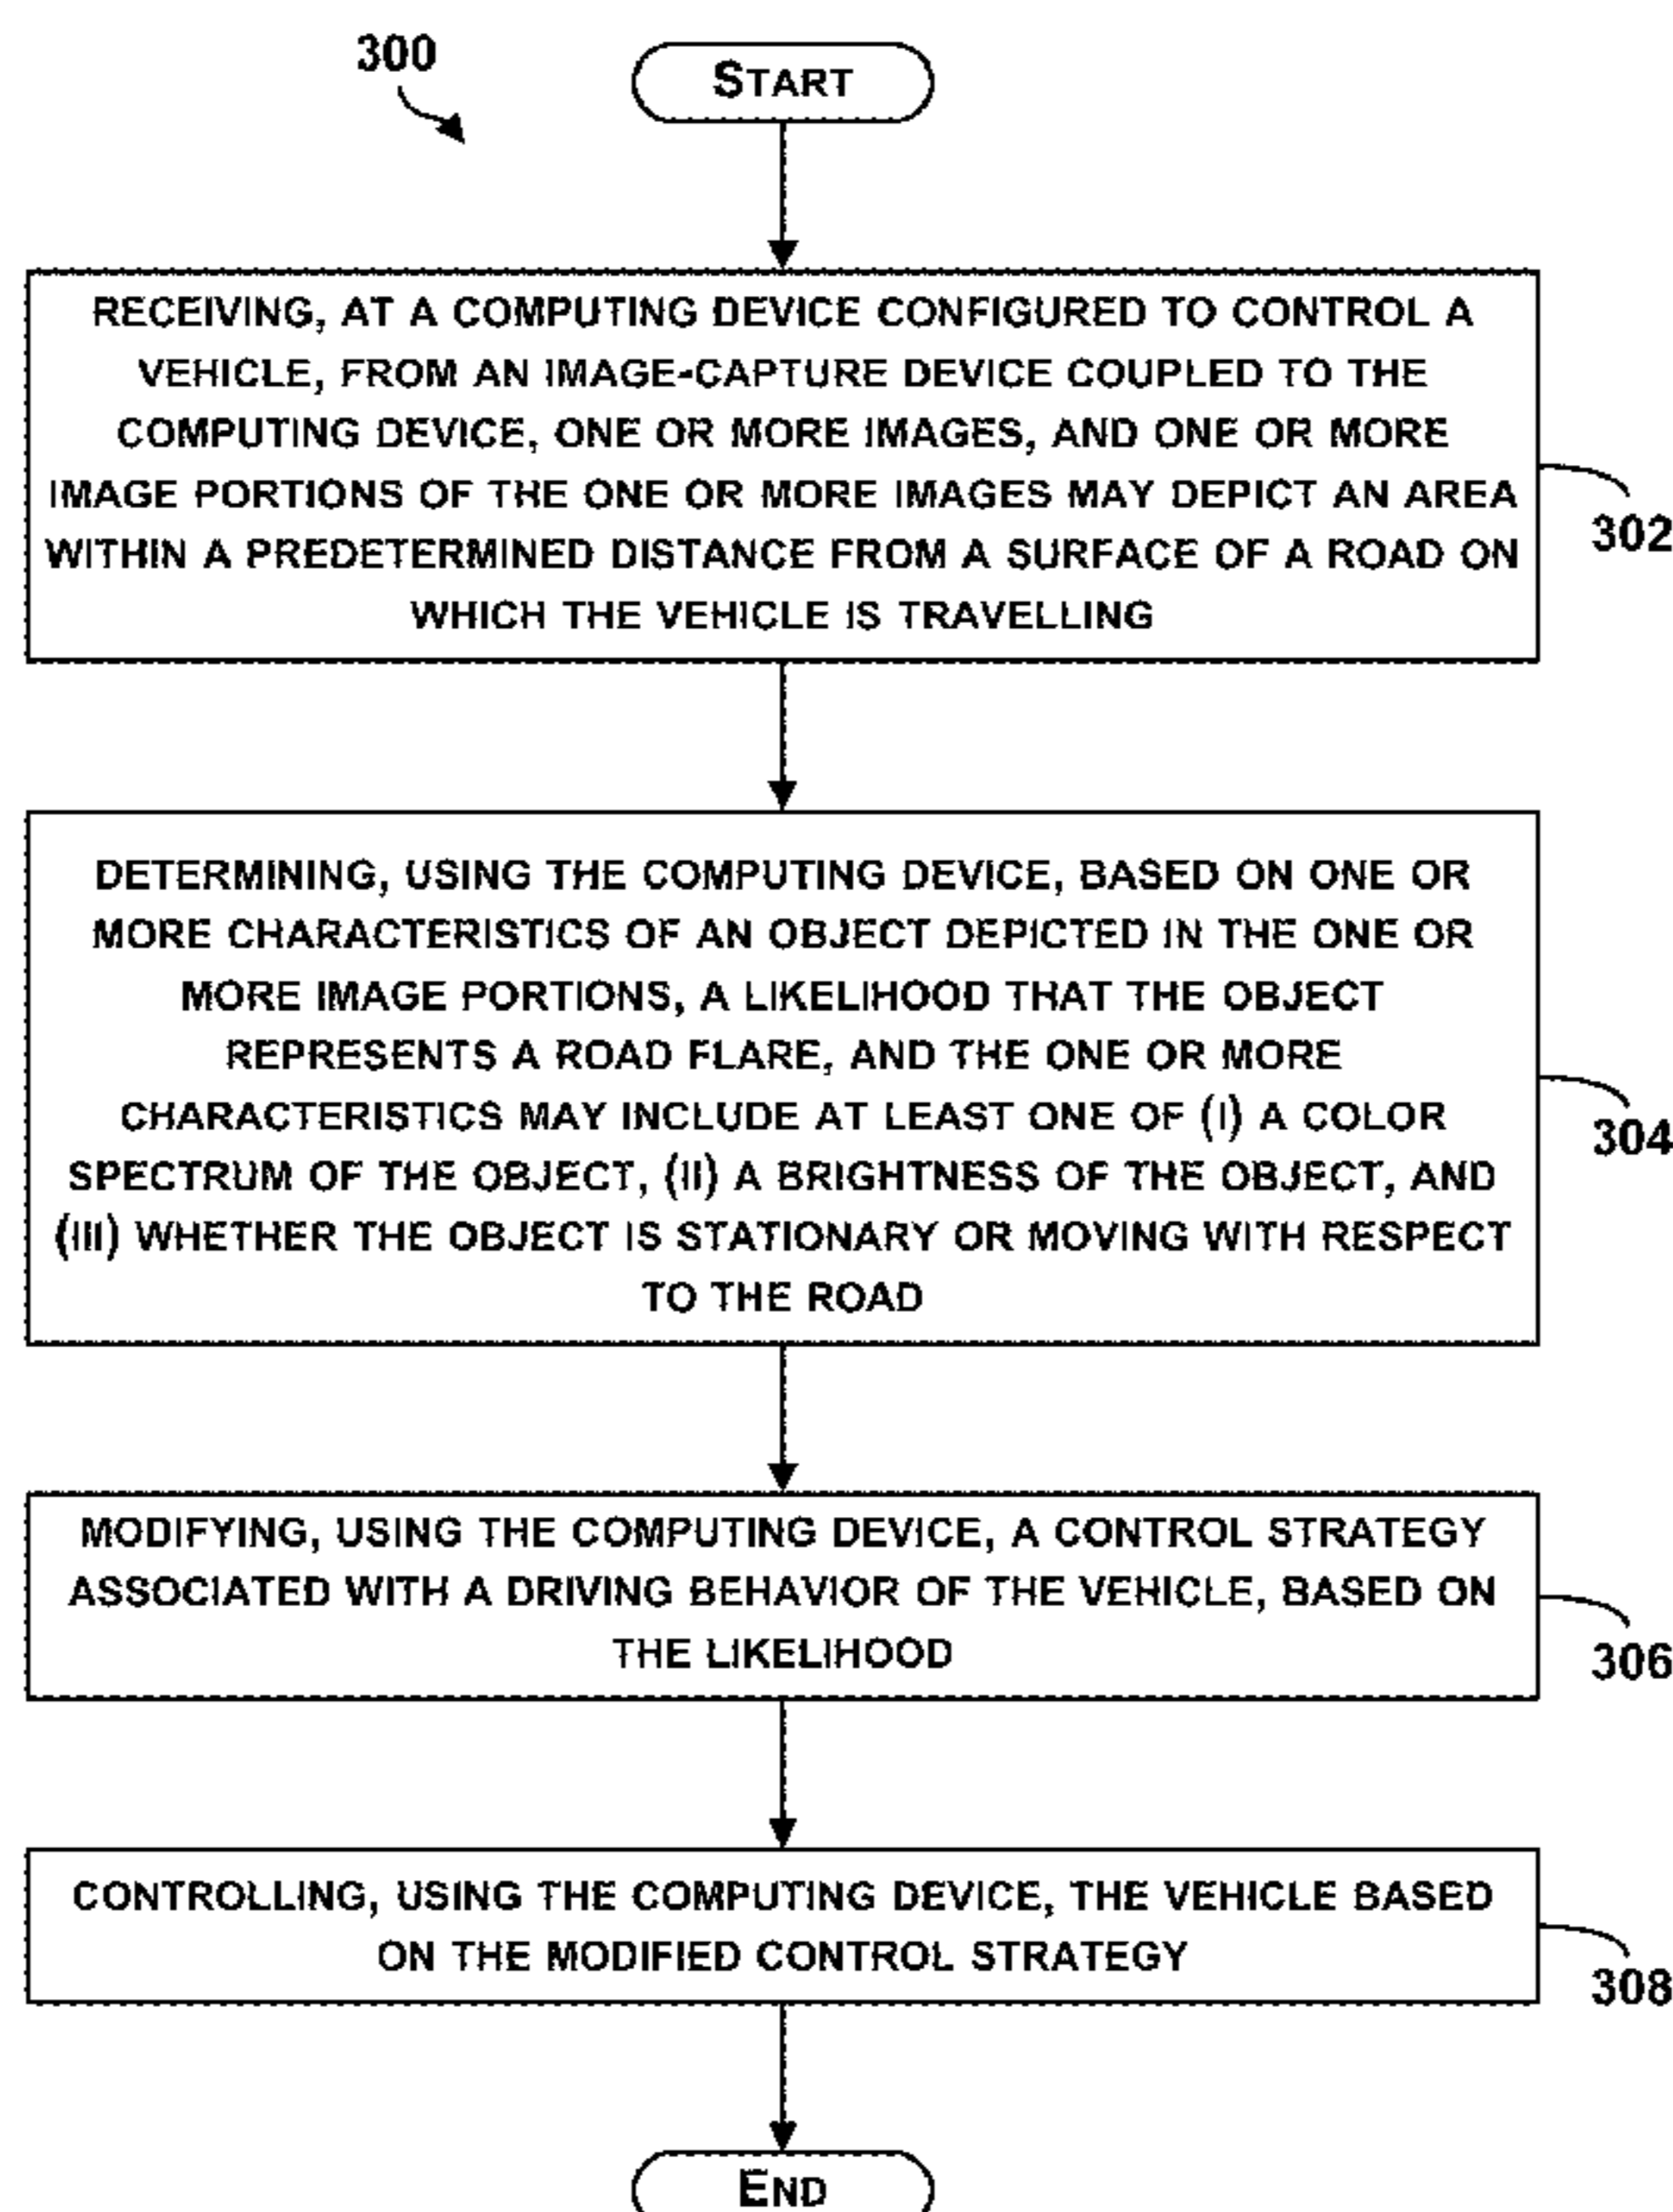 300
START
RECEIVING, AT A COMPUTING DEVICE CONFIGURED TO CONTROL A
VEHICLE, FROM AN IMAGE-CAPTURE DEVICE COUPLED TO THE
COMPUTING DEVICE, ONE OR MORE IMAGES, AND ONE OR MORE
IMAGE PORTIONS OF THE ONE OR MORE IMAGES MAY DEPICT AN AREA
WITHIN A PREDETERMINED DISTANCE FROM A SURFACE OF A ROAD ON
WHICH THE VEHICLE IS TRAVELLING
302
DETERMINING, USING THE COMPUTING DEVICE, BASED ON ONE OR
MORE CHARACTERISTICS OF AN OBJECT DEPICTED IN THE ONE OR
MORE IMAGE PORTIONS, A LIKELIHOOD THAT THE OBJECT
REPRESENTS A ROAD FLARE, AND THE ONE OR MORE
CHARACTERISTICS MAY INCLUDE AT LEAST ONE OF (I) A COLOR
SPECTRUM OF THE OBJECT, (II) A BRIGHTNESS OF THE OBJECT, AND
(III) WHETHER THE OBJECT IS STATIONARY OR MOVING WITH RESPECT
TO THE ROAD
304
MODIFYING, USING THE COMPUTING DEVICE, A CONTROL STRATEGY
ASSOCIATED WITH A DRIVING BEHAVIOR OF THE VEHICLE, BASED ON
THE LIKELIHOOD
306
CONTROLLING, USING THE COMPUTING DEVICE, THE VEHICLE BASED
ON THE MODIFIED CONTROL STRATEGY
308
END